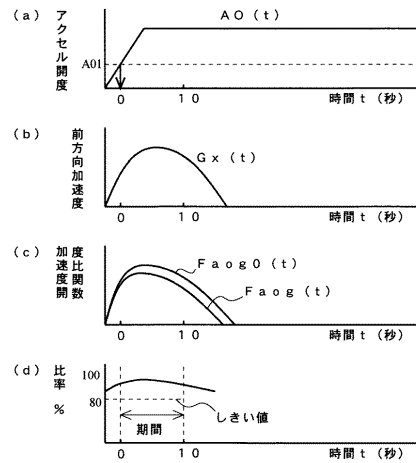 (a)
アクセル開度
AO(t)
A01
0
10
時間t(秒)
(b)
前方向加速度
Gx(t)
0
10
時間t(秒)
(c)
加速度開
度比関数
Faog0(t)
Faog(t)
0
10
時間t(秒)
(d)
比率
%
100
80
しきい値
期間
0
10
時間t(秒)